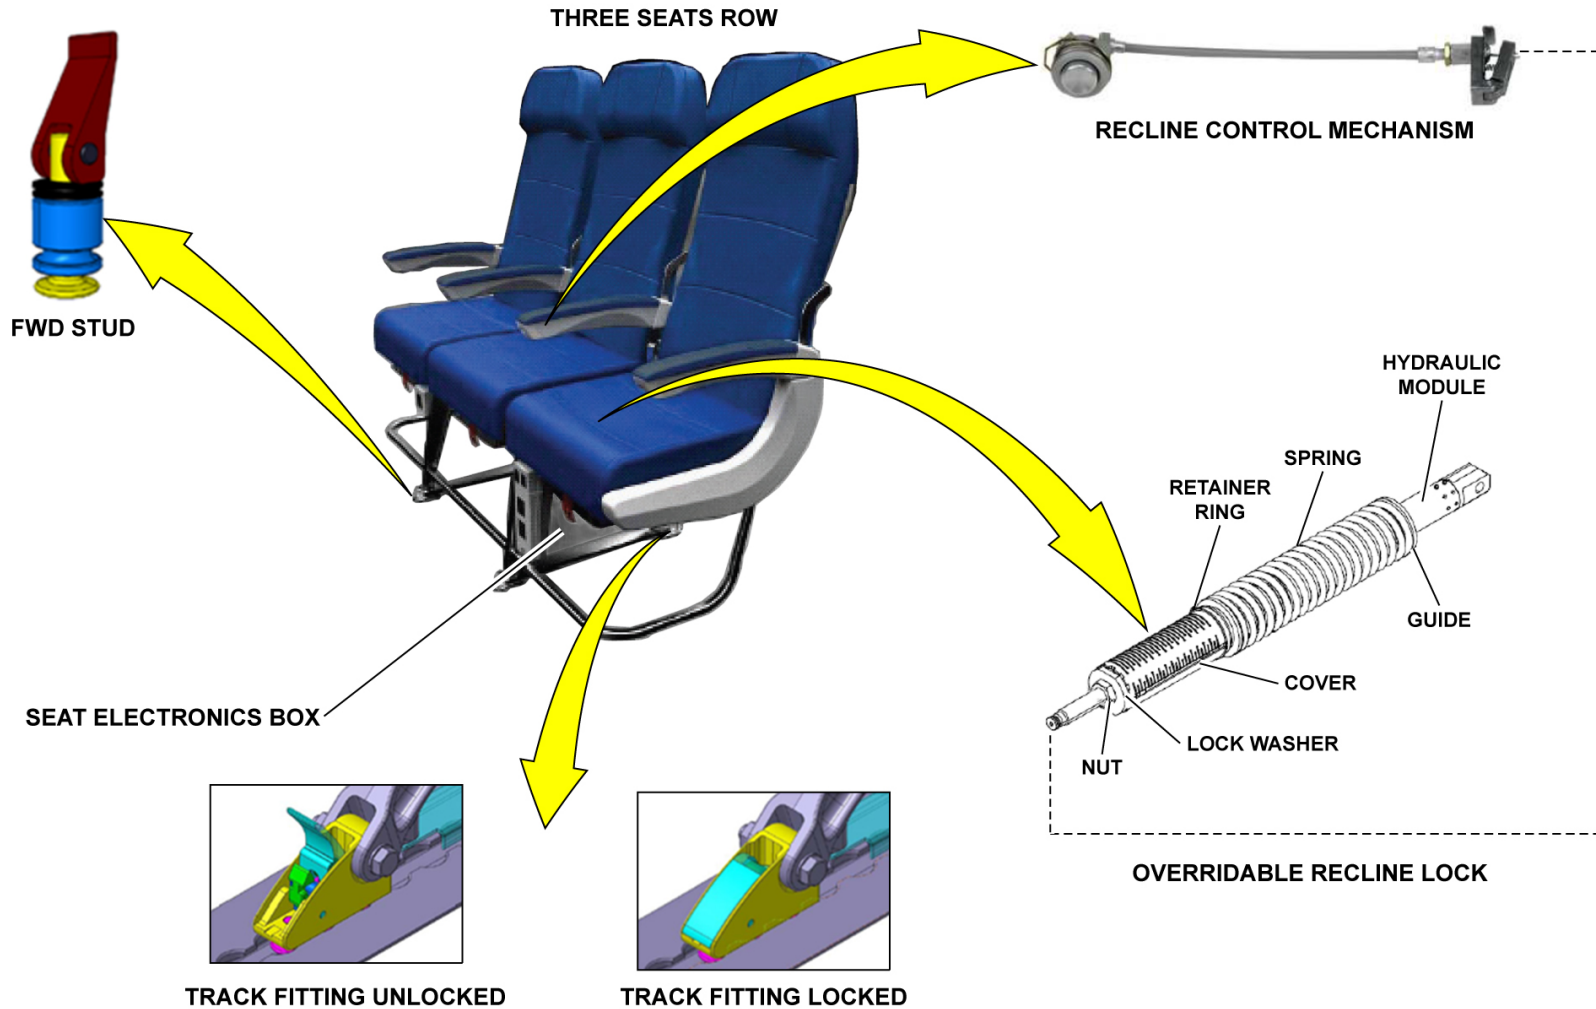 THREE SEATS ROW
RECLINE CONTROL MECHANISM
FWD STUD
HYDRAULIC
MODULE
SPRING
RETAINER
RING
GUIDE
COVER
LOCK WASHER
NUT
SEAT ELECTRONICS BOX
OVERRIDABLE RECLINE LOCK
TRACK FITTING UNLOCKED
TRACK FITTING LOCKED